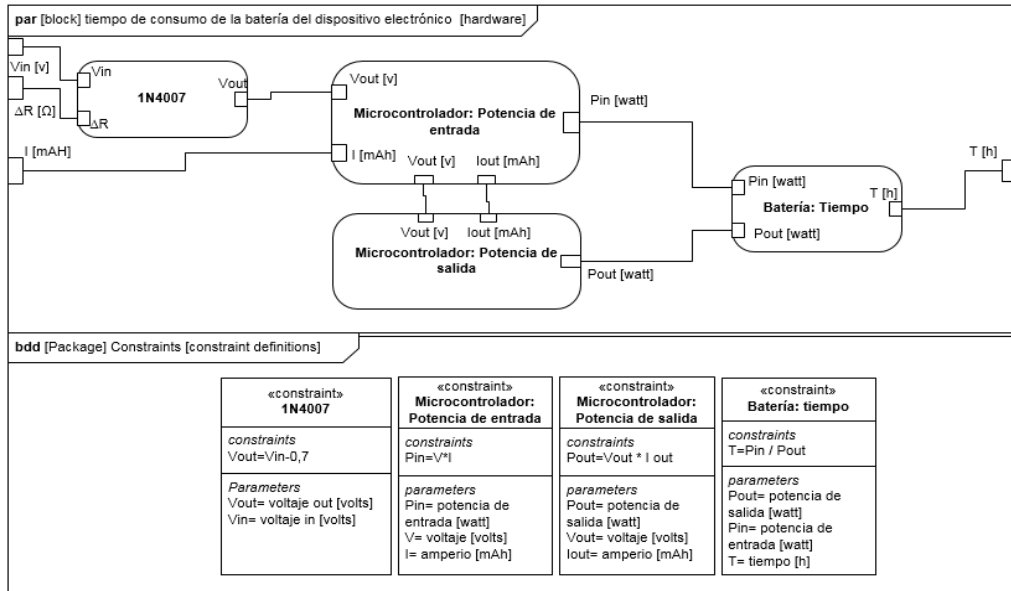 par [block] tiempo de consumo de la batería del dispositivo electrónico [hardware]
Vin [v]
Vin
1N4007
Vout
ΔR [Ω]
ΔR
I [mAH]
Vout [v]
Microcontrolador: Potencia de
entrada
I [mAh]
Vout [v]
Iout [mAh]
Pin [watt]
Vout [v]
Iout [mAh]
Microcontrolador: Potencia de
salida
Pout [watt]
Pin [watt]
T [h]
Batería: Tiempo
Pout [watt]
T [h]
bdd [Package] Constraints [constraint definitions]
«constraint»
1N4007
constraints
Vout=Vin-0,7
Parameters
Vout= voltaje out [volts]
Vin= voltaje in [volts]
«constraint»
Microcontrolador:
Potencia de entrada
constraints
Pin=V*I
parameters
Pin= potencia de
entrada [watt]
V= voltaje [volts]
I= amperio [mAh]
«constraint»
Microcontrolador:
Potencia de salida
constraints
Pout=Vout * I out
parameters
Pout= potencia de
salida [watt]
Vout= voltaje [volts]
Iout= amperio [mAh]
«constraint»
Batería: tiempo
constraints
T=Pin / Pout
parameters
Pout= potencia de
salida [watt]
Pin= potencia de
entrada [watt]
T= tiempo [h]